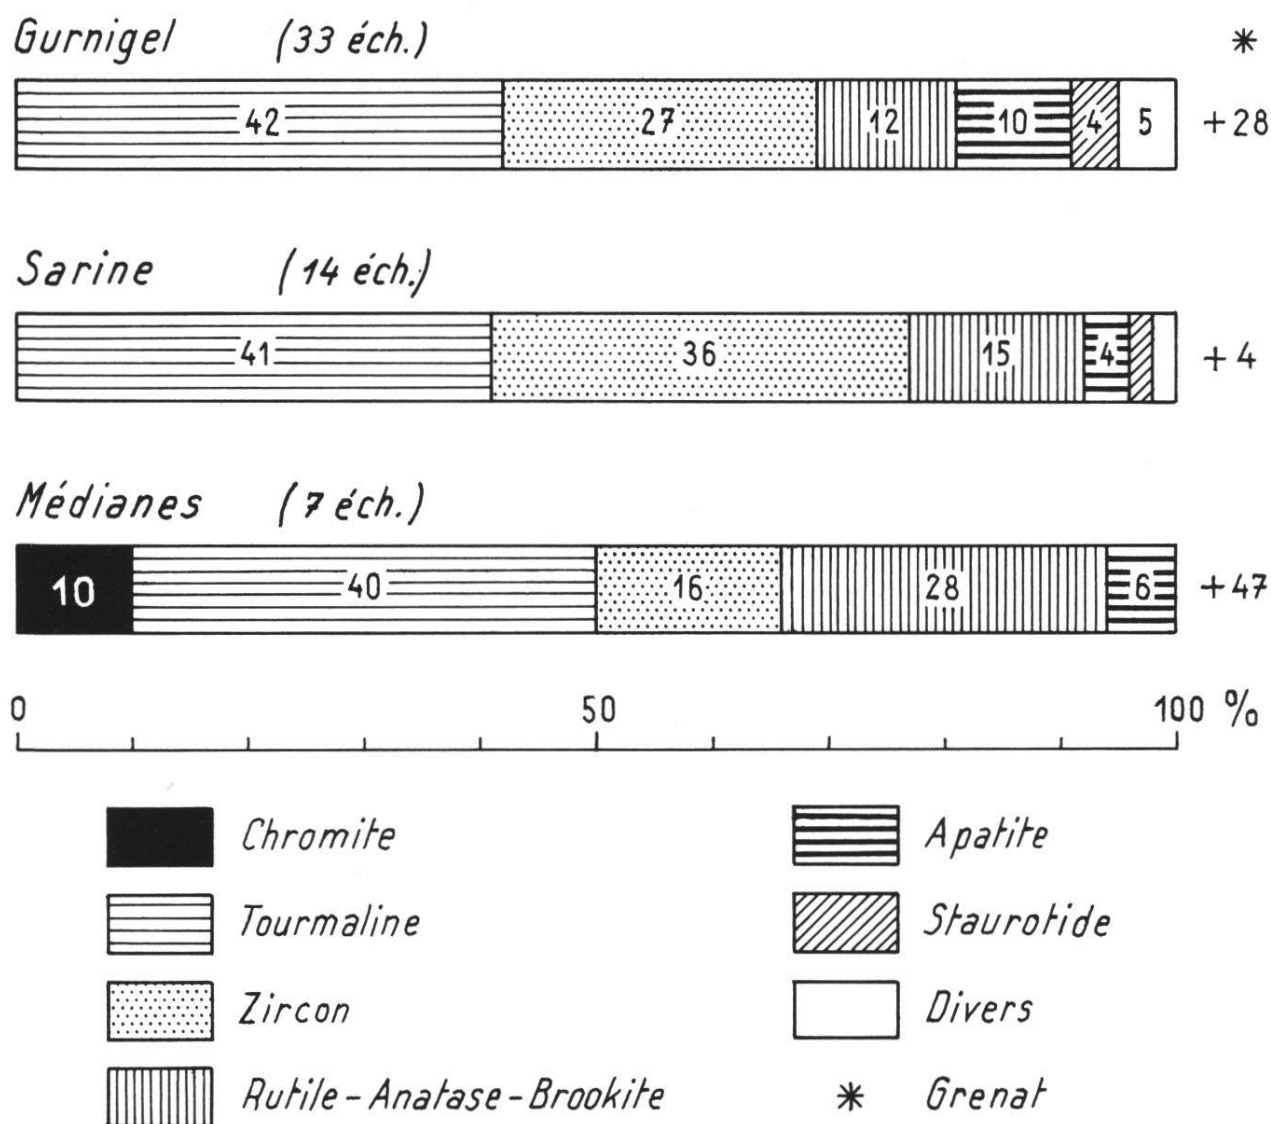 Gurnigel (33 éch.) *
42 27 12 10 4 5 +28
Sarine (14 éch.)
41 36 15 4 +4
Médianes (7 éch.)
10 40 16 28 6 +47
0 50 100 %
Chromite Apatite
Tourmaline Staurotide
Zircon Divers
Rutile-Anatase-Brookite * Grenat